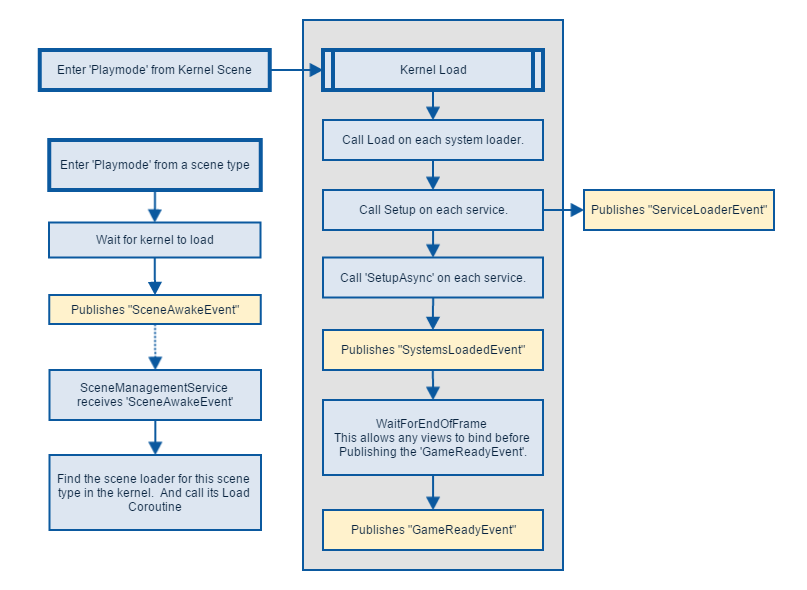 Enter 'Playmode' from Kernel Scene
Kernel Load
Call Load on each system loader.
Call Setup on each service.
Publishes "ServiceLoaderEvent"
Call 'SetupAsync' on each service.
Publishes "SystemsLoadedEvent"
WaitForEndOfFrame
This allows any views to bind before
Publishing the 'GameReadyEvent'.
Publishes "GameReadyEvent"
Enter 'Playmode' from a scene type
Wait for kernel to load
Publishes "SceneAwakeEvent"
SceneManagementService
receives 'SceneAwakeEvent'
Find the scene loader for this scene
type in the kernel.  And call its Load
Coroutine